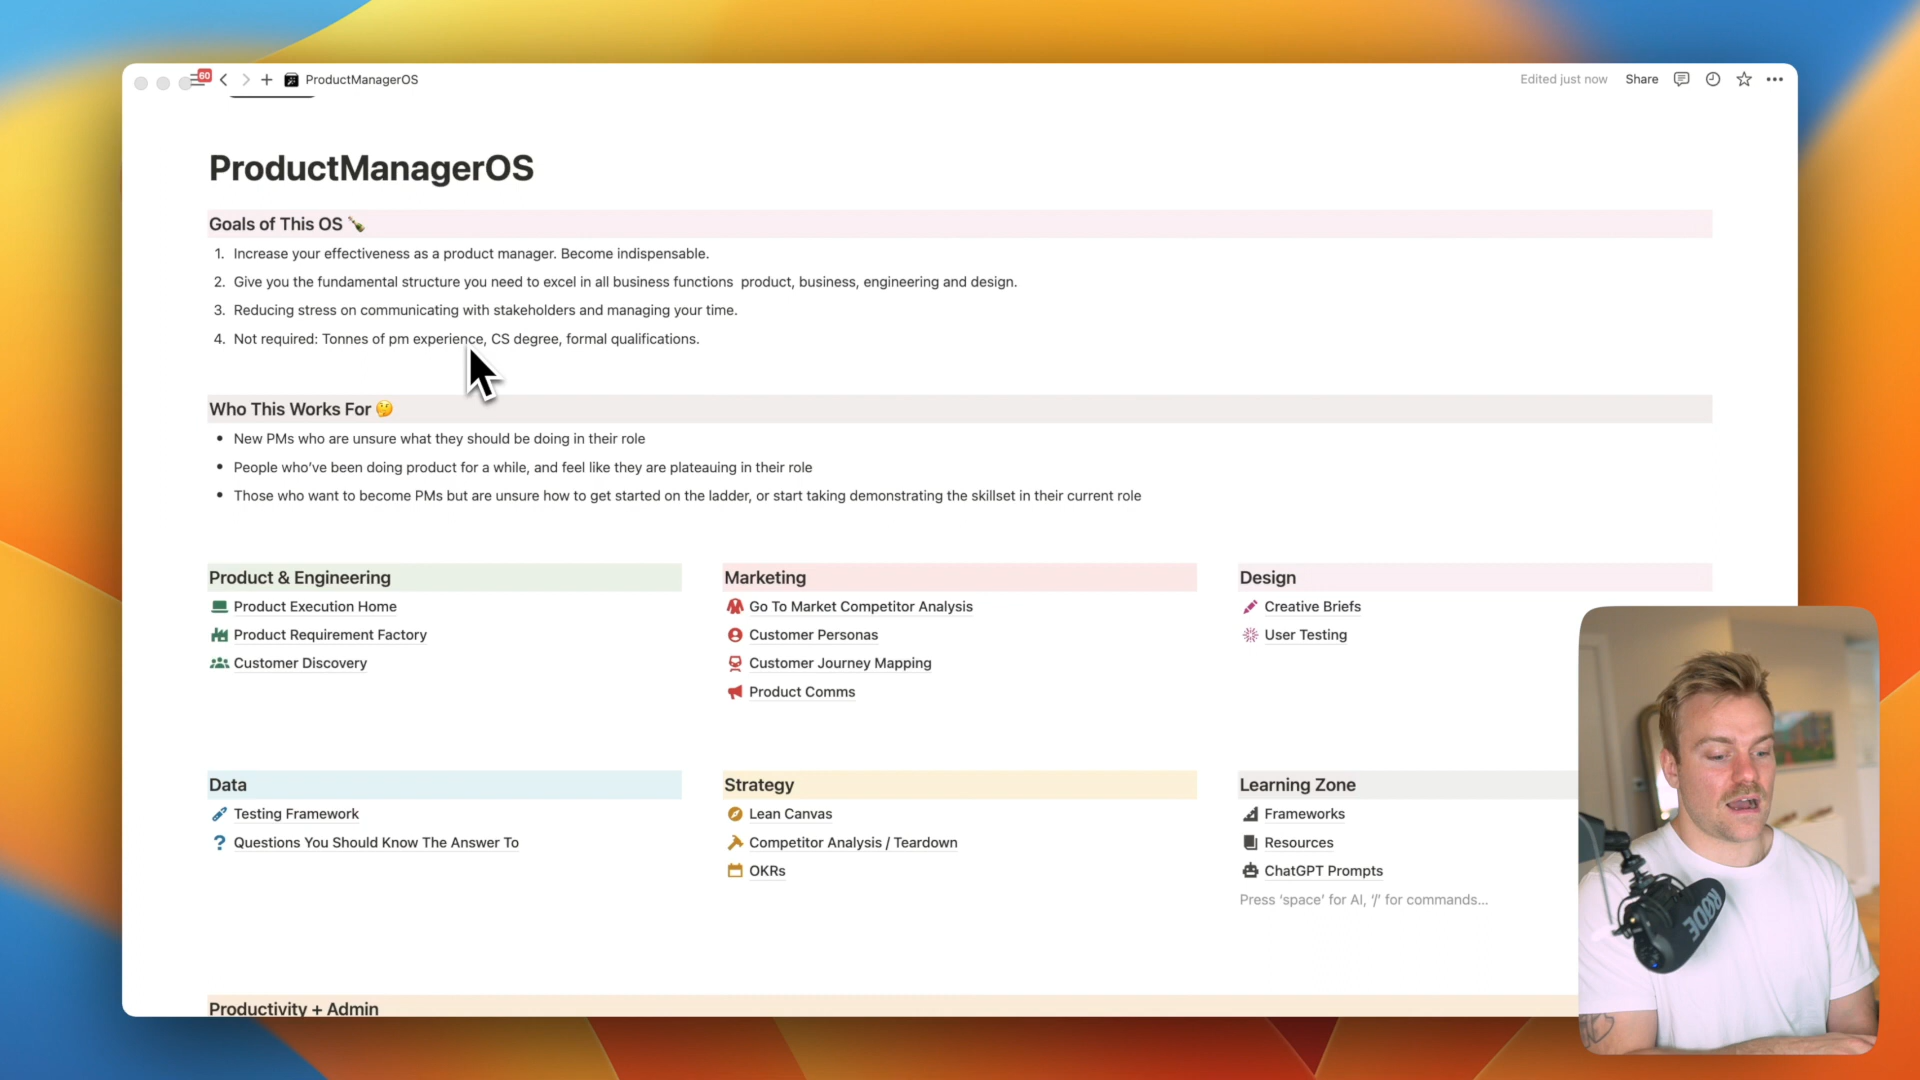 60
ProductManagerOS
Edited just now
Share
ProductManagerOS
Goals of This OS
1. Increase your effectiveness as a product manager. Become indispensable.
2. Give you the fundamental structure you need to excel in all business functions product, business, engineering and design.
3. Reducing stress on communicating with stakeholders and managing your time.
4. Not required: Tonnes of pm experience, CS degree, formal qualifications.
Who This Works For
• New PMs who are unsure what they should be doing in their role
• People who've been doing product for a while, and feel like they are plateauing in their role
• Those who want to become PMs but are unsure how to get started on the ladder, or start taking demonstrating the skillset in their current role
Product & Engineering
Product Execution Home
Product Requirement Factory
Customer Discovery
Marketing
Go To Market Competitor Analysis
Customer Personas
Customer Journey Mapping
Product Comms
Design
Creative Briefs
User Testing
Data
Testing Framework
? Questions You Should Know The Answer To
Strategy
Lean Canvas
Competitor Analysis / Teardown
OKRs
Learning Zone
Frameworks
Resources
ChatGPT Prompts
Press 'space' for AI, '/' for commands...
Productivity + Admin
RØDE